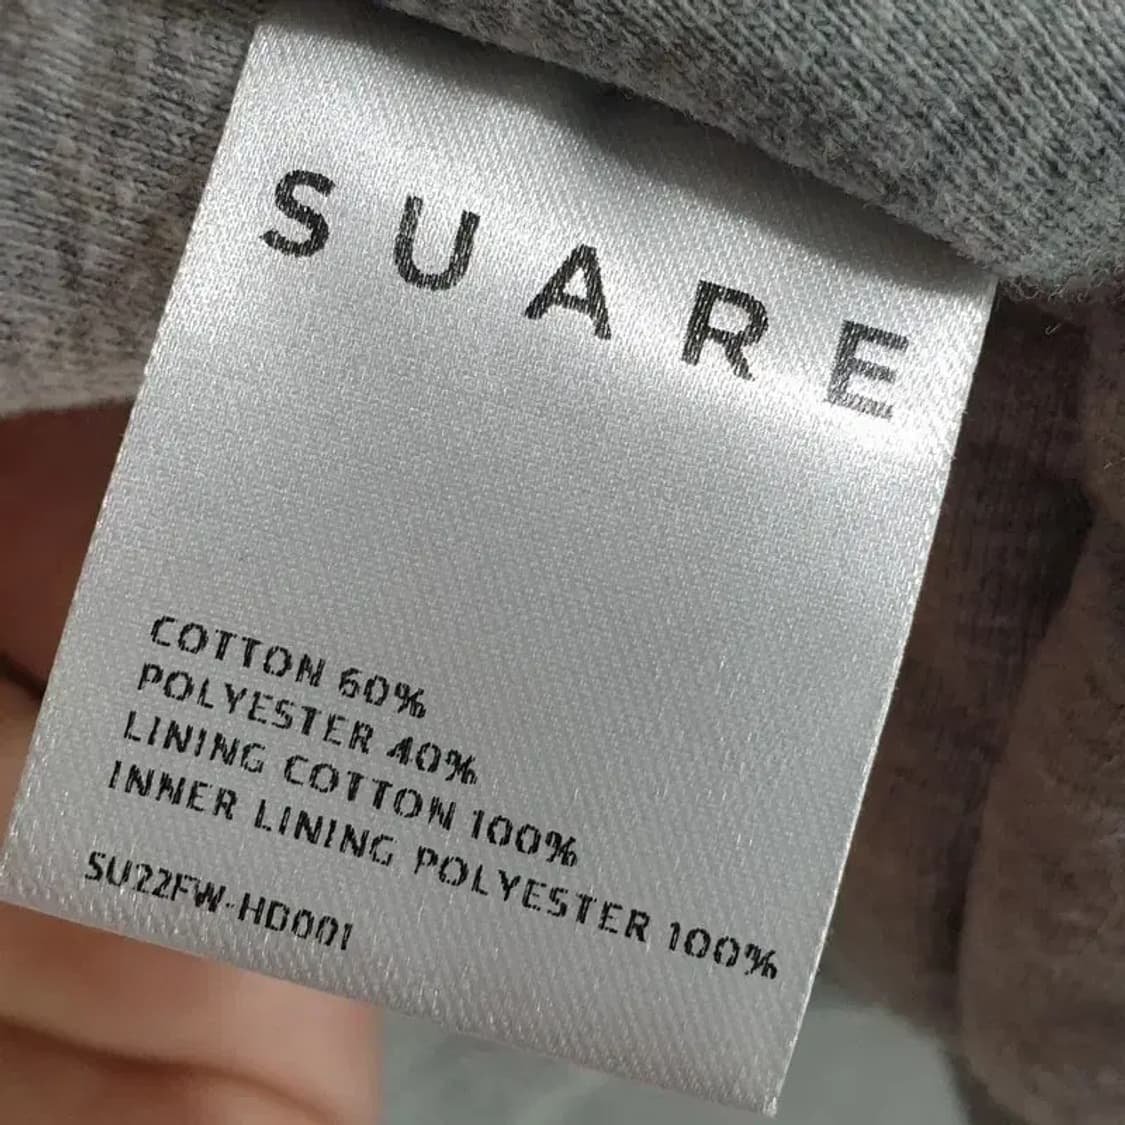 SUARE
COTTON 60%
POLYESTER 40%
LINING COTTON 100%
INNER LINING POLYESTER 100%
SU22FW-HD001